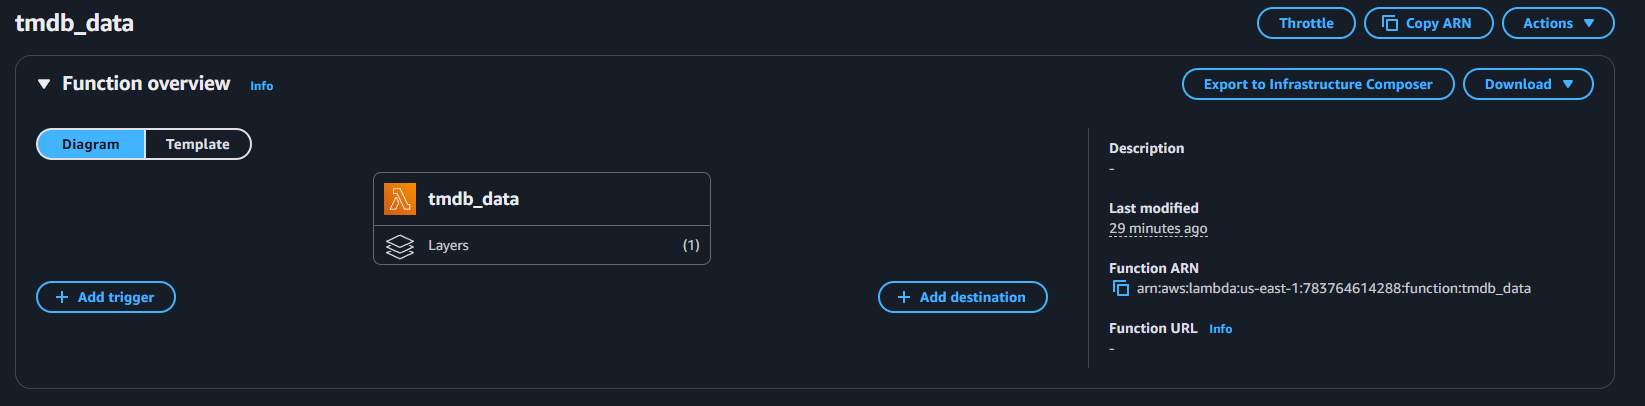 tmdb_data
Throttle
Copy ARN
Actions
Function overview
Info
Export to Infrastructure Composer
Download
Diagram
Template
tmdb_data
Layers
(1)
+ Add trigger
+ Add destination
Description
-
Last modified
29 minutes ago
Function ARN
arn:aws:lambda:us-east-1:783764614288:function:tmdb_data
Function URL
Info
-